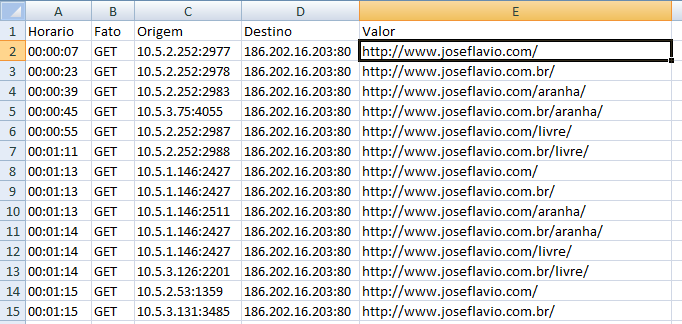 A B C D E
1 Horario Fato Origem Destino Valor
2 00:00:07 GET 10.5.2.252:2977 186.202.16.203:80 http://www.joseflavio.com/
3 00:00:23 GET 10.5.2.252:2978 186.202.16.203:80 http://www.joseflavio.com.br/
4 00:00:39 GET 10.5.2.252:2983 186.202.16.203:80 http://www.joseflavio.com/aranha/
5 00:00:45 GET 10.5.3.75:4055 186.202.16.203:80 http://www.joseflavio.com.br/aranha/
6 00:00:55 GET 10.5.2.252:2987 186.202.16.203:80 http://www.joseflavio.com/livre/
7 00:01:11 GET 10.5.2.252:2988 186.202.16.203:80 http://www.joseflavio.com.br/livre/
8 00:01:13 GET 10.5.1.146:2427 186.202.16.203:80 http://www.joseflavio.com/
9 00:01:13 GET 10.5.1.146:2427 186.202.16.203:80 http://www.joseflavio.com.br/
10 00:01:13 GET 10.5.1.146:2511 186.202.16.203:80 http://www.joseflavio.com/aranha/
11 00:01:14 GET 10.5.1.146:2427 186.202.16.203:80 http://www.joseflavio.com.br/aranha/
12 00:01:14 GET 10.5.1.146:2427 186.202.16.203:80 http://www.joseflavio.com/livre/
13 00:01:14 GET 10.5.3.126:2201 186.202.16.203:80 http://www.joseflavio.com.br/livre/
14 00:01:15 GET 10.5.2.53:1359 186.202.16.203:80 http://www.joseflavio.com/
15 00:01:15 GET 10.5.3.131:3485 186.202.16.203:80 http://www.joseflavio.com.br/